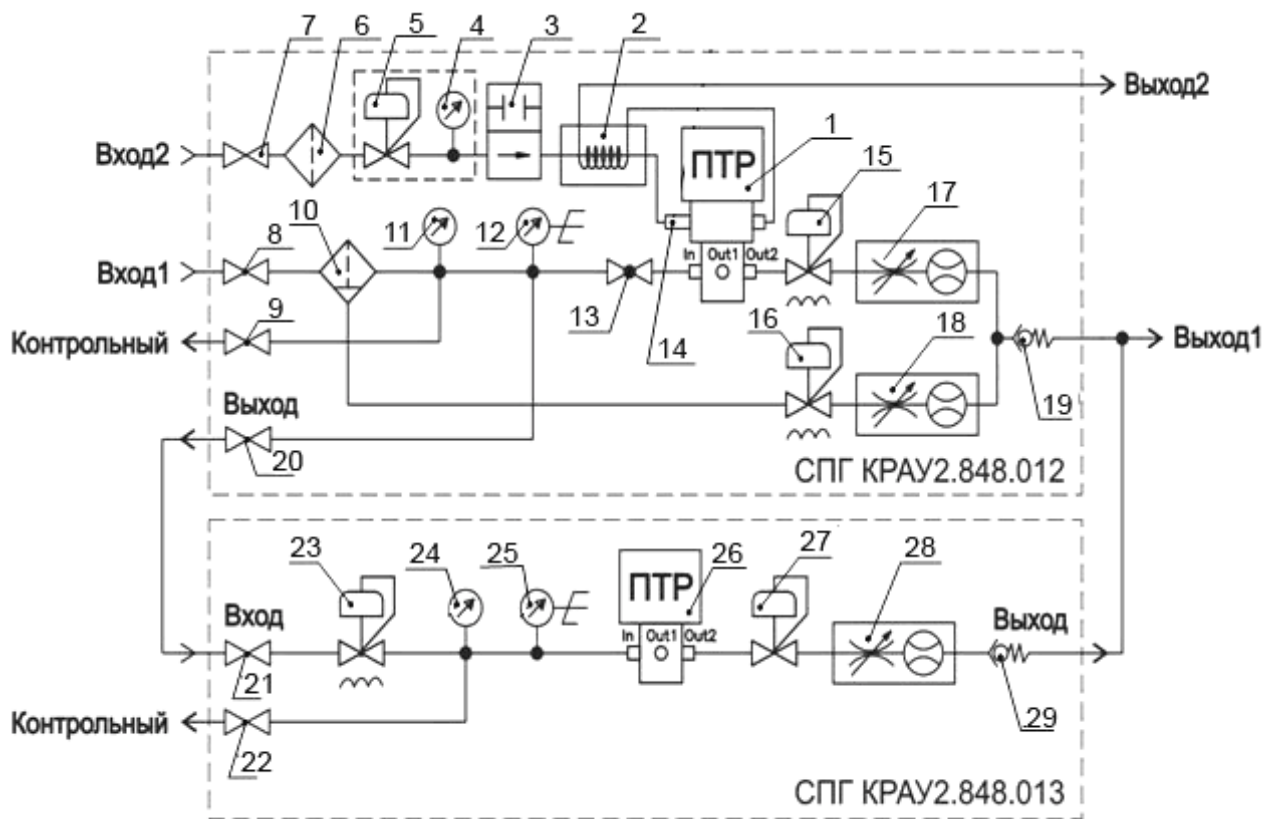 7 6 5 4 3 2
Выход2
1
Вход2
ПТР
15
17
10
8
11
12
In Out1 Out2
Вход1
9
13
14
16
18
Контрольный
Выход1
19
Выход
20
СПГ КРАУ2.848.012
23 24 25 26 27 28
ПТР
Вход
In Out1 Out2
Выход
21
Контрольный
22
29
СПГ КРАУ2.848.013